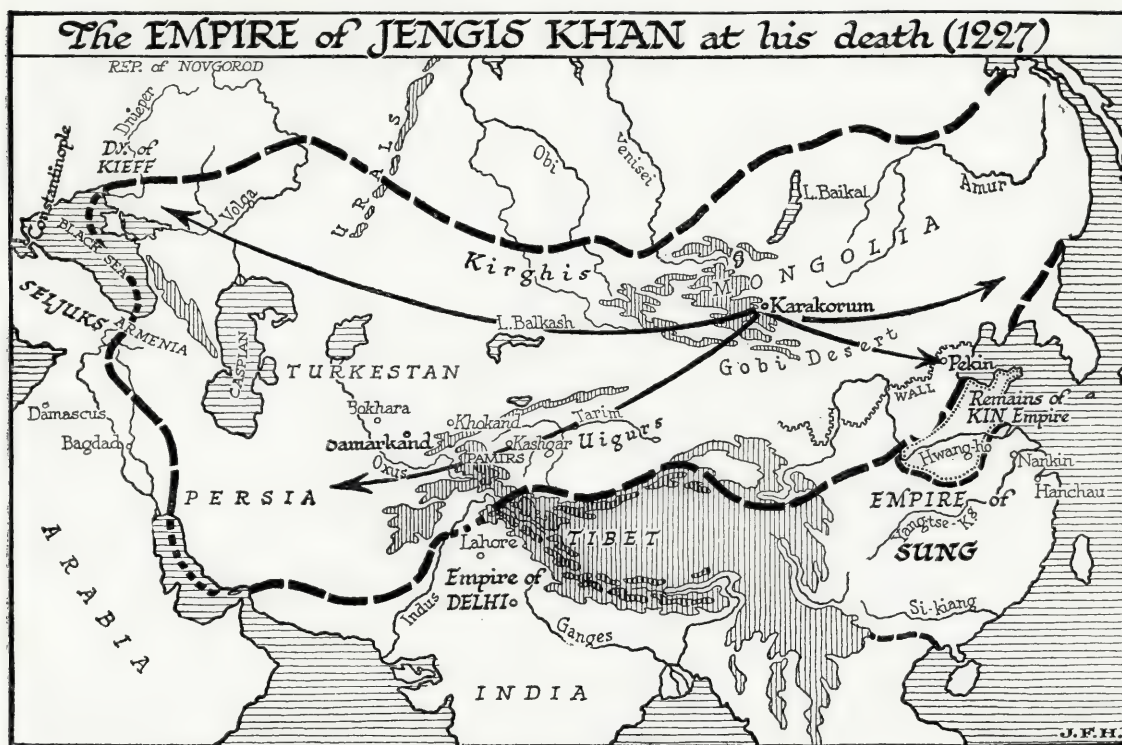 The EMPIRE of JENGIS KHAN at his death (1227)
REP. of NOVGOROD
Dnieper
Constantinople
Dy. of
KIEFF
Volga
URALS
Obi
Yenisei
L. Baikal
Amur
BLACK SEA
Kirghis
MONGOLIA
SELJUKS
ARMENIA
CASPIAN
L. Balkash
Karakorum
Gobi Desert
Pekin
TURKESTAN
WALL
Remains of
KIN Empire
Damascus
Bokhara
Khokand
Tarim
Bagdad
Samarkand
Kashgar
Uigurs
Hwang-ho
Oxus
PAMIRS
Nankin
Hanchau
PERSIA
EMPIRE of
Yangtse-Kg
SUNG
Lahore
TIBET
ARABIA
Empire of
DELHI
Indus
Ganges
Si-kiang
INDIA
J.F.H.